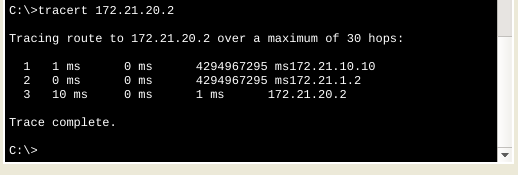 C:\>tracert 172.21.20.2
Tracing route to 172.21.20.2 over a maximum of 30 hops:
1 1 ms 0 ms 4294967295 ms172.21.10.10
2 0 ms 0 ms 4294967295 ms172.21.1.2
3 10 ms 0 ms 1 ms 172.21.20.2
Trace complete.
C:\>